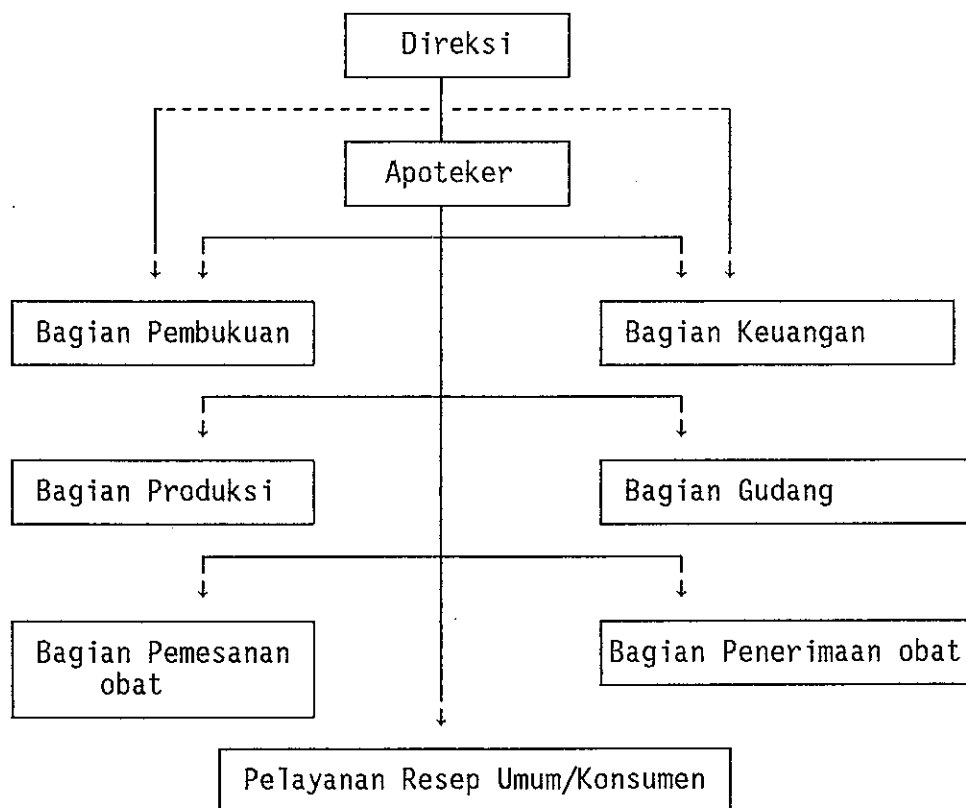 Direksi
Apoteker
Bagian Pembukuan
Bagian Keuangan
Bagian Produksi
Bagian Gudang
Bagian Pemesanan
obat
Bagian Penerimaan obat
Pelayanan Resep Umum/Konsumen